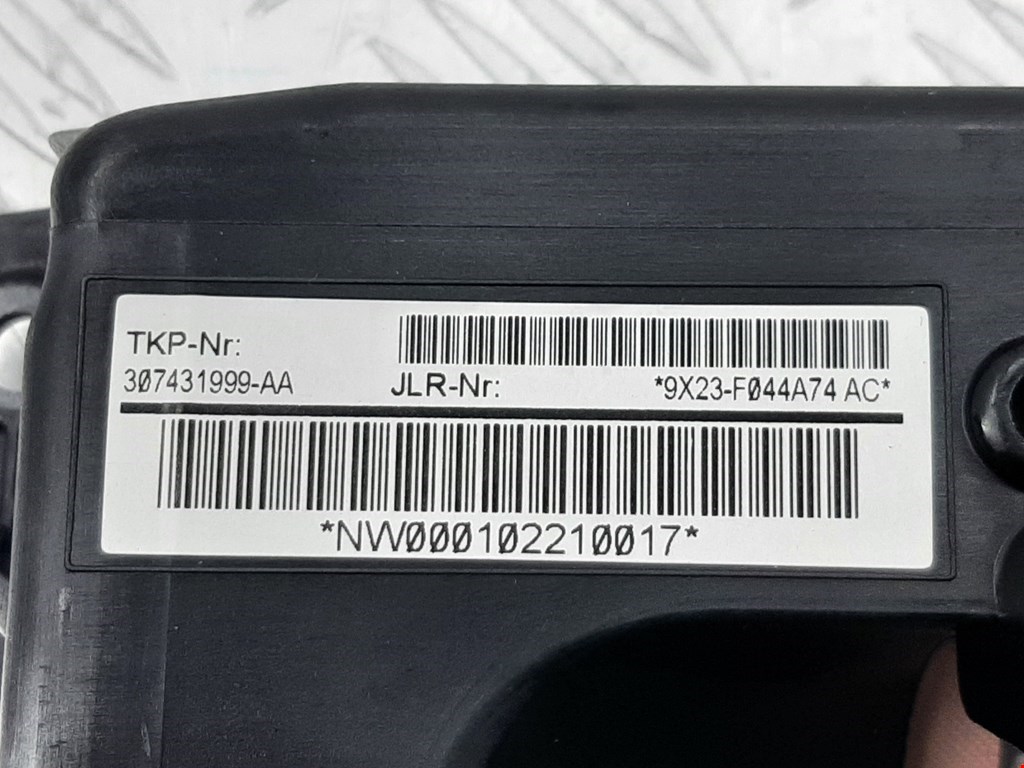 TKP-Nr:
307431999-AA
JLR-Nr:
*9X23-F044A74 AC*
*NW000102210017*